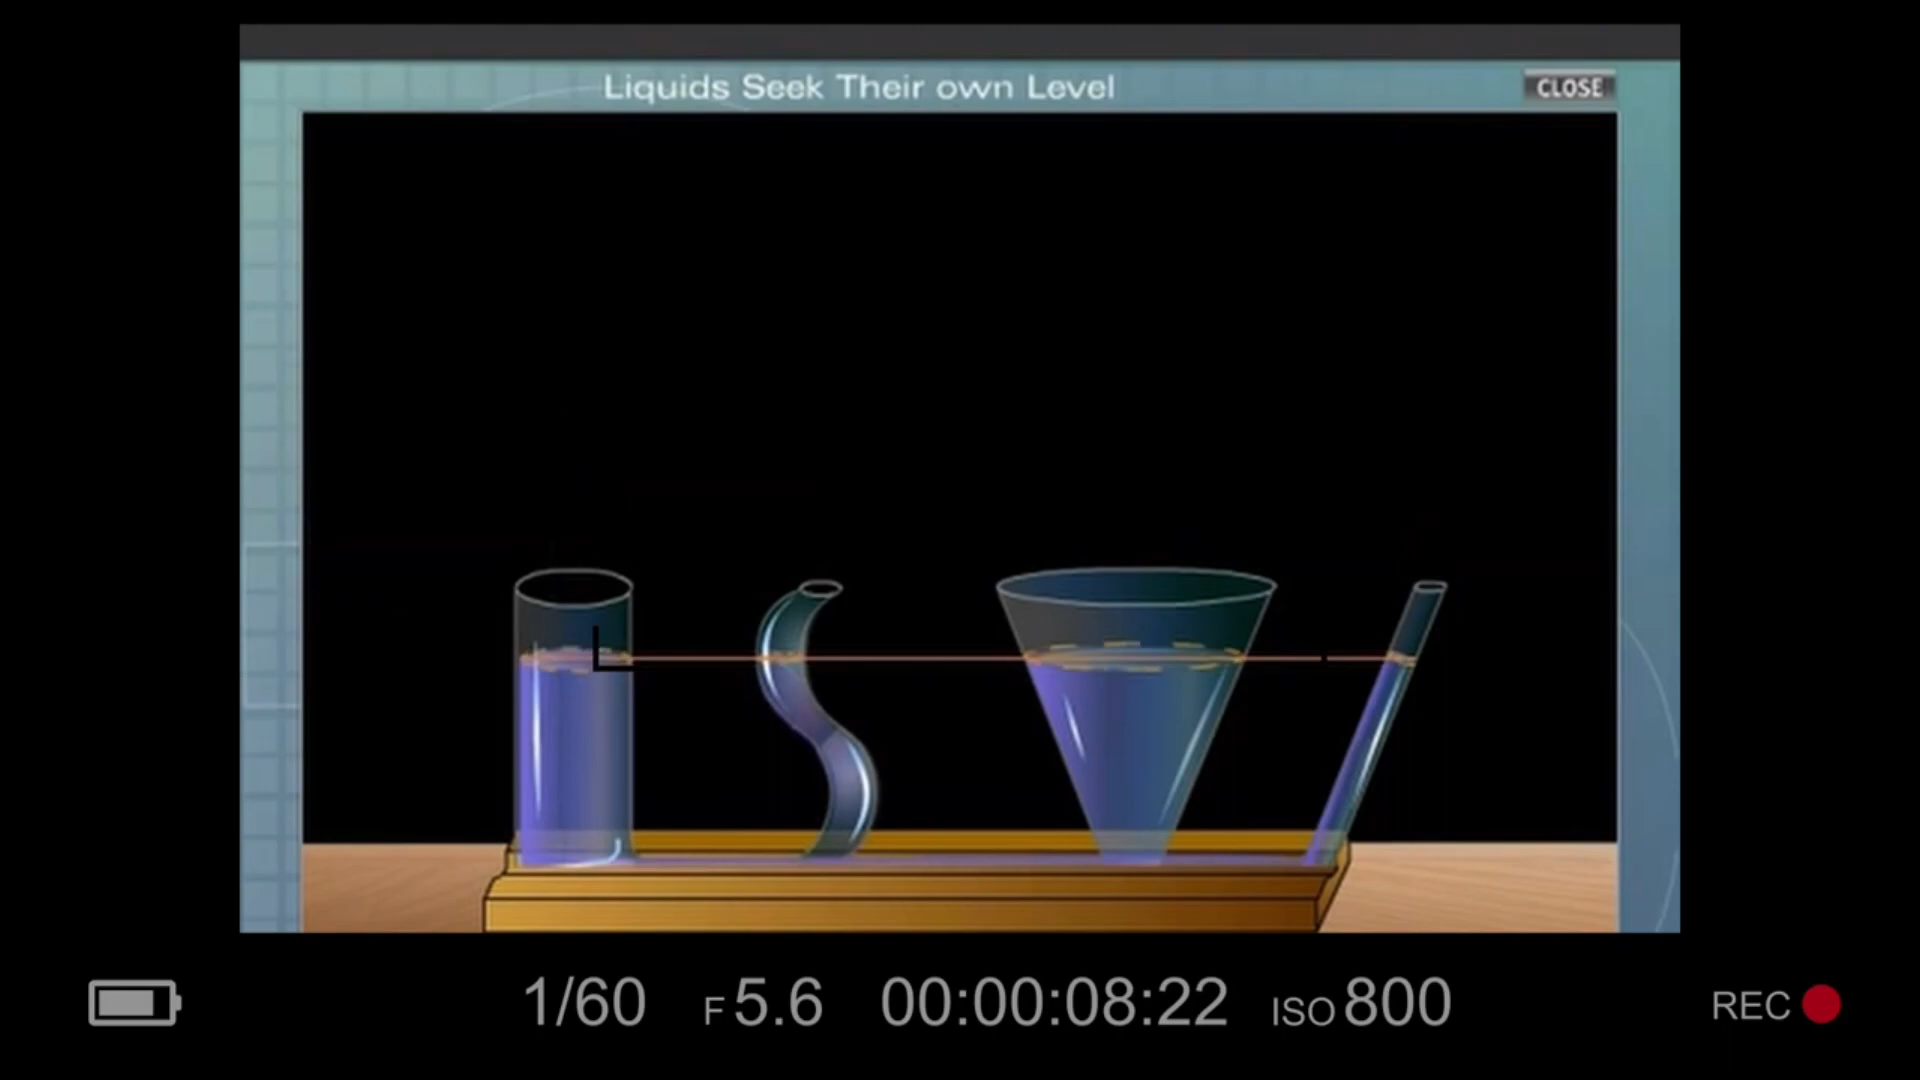 Liquids Seek Their own Level
CLOSE
1/60 F 5.6 00:00:08:22 ISO 800 REC